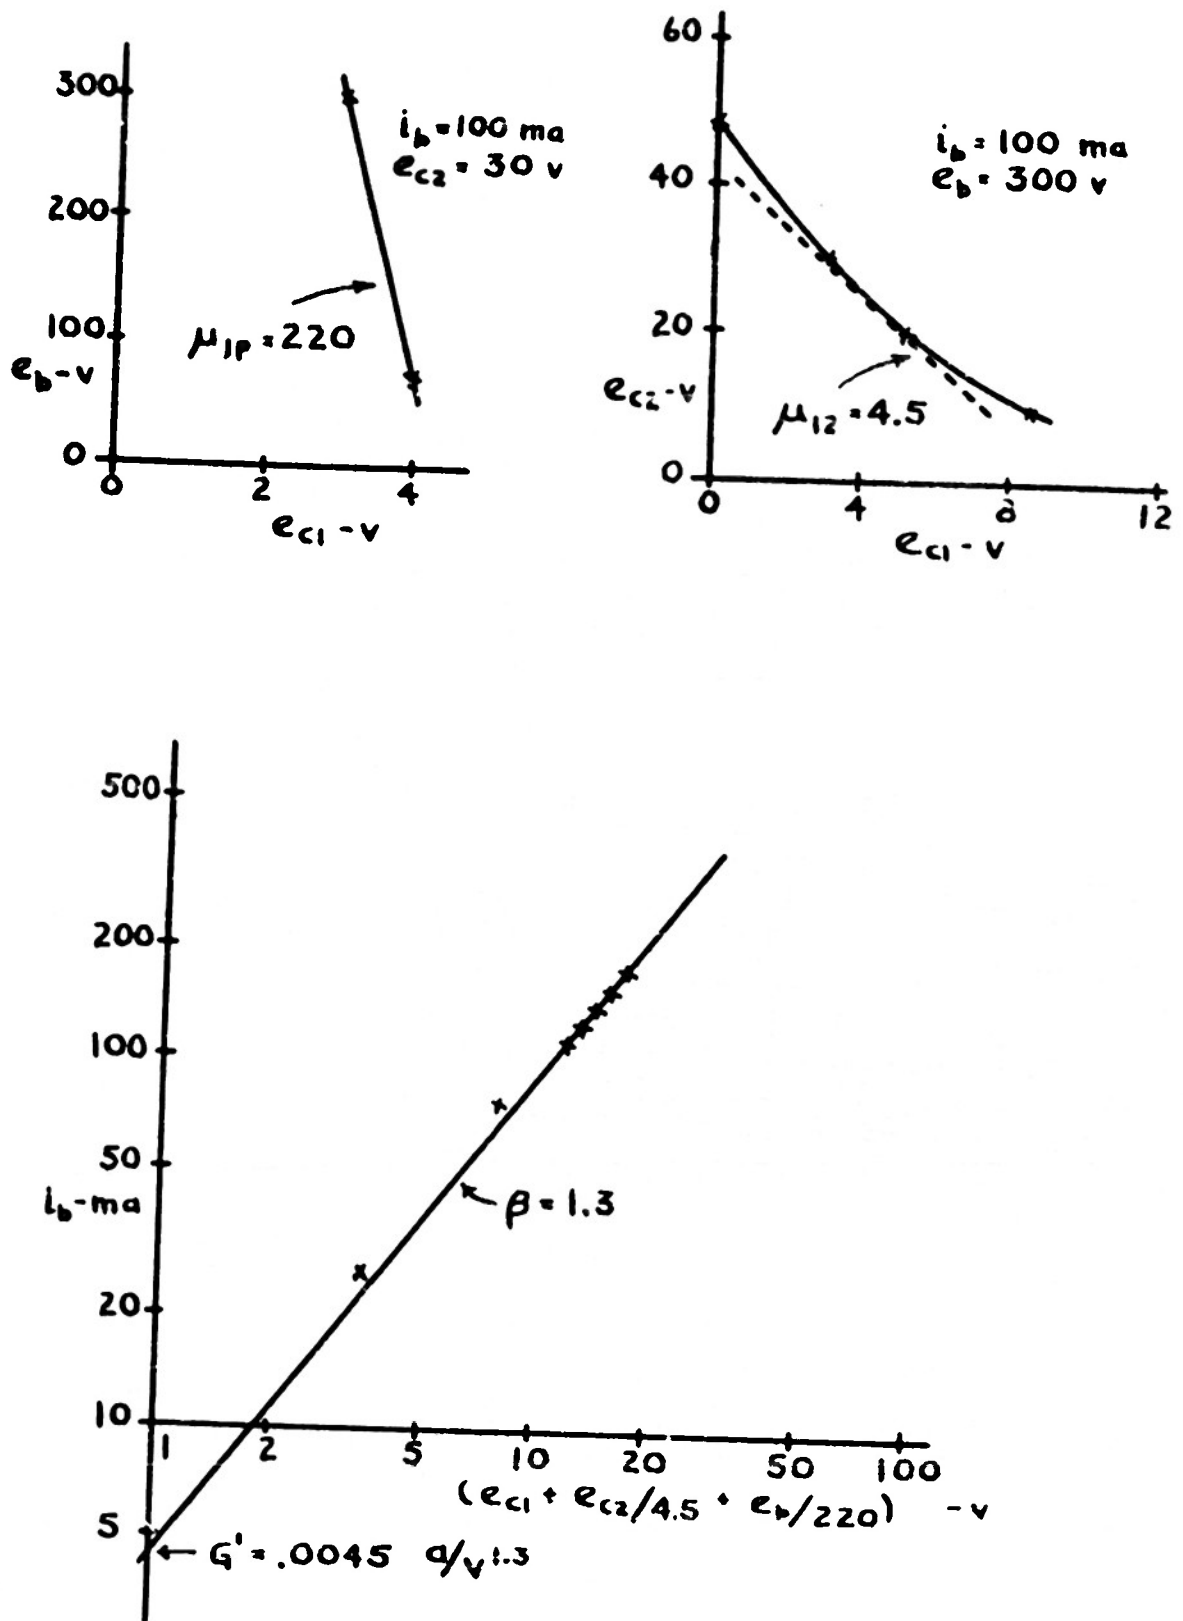 300
200
100
0
e_b-v
0
2
4
e_c1-v
i_b=100 ma
e_c2=30 v
μ_1P=220
60
40
20
0
e_c2-v
0
4
8
12
e_c1-v
i_b=100 ma
e_b=300 v
μ_12=4.5
500
200
100
50
20
10
5
i_b-ma
1
2
5
10
20
50
100
(e_c1+e_c2/4.5+e_b/220) -v
β=1.3
G'=.0045 a/v^1.3